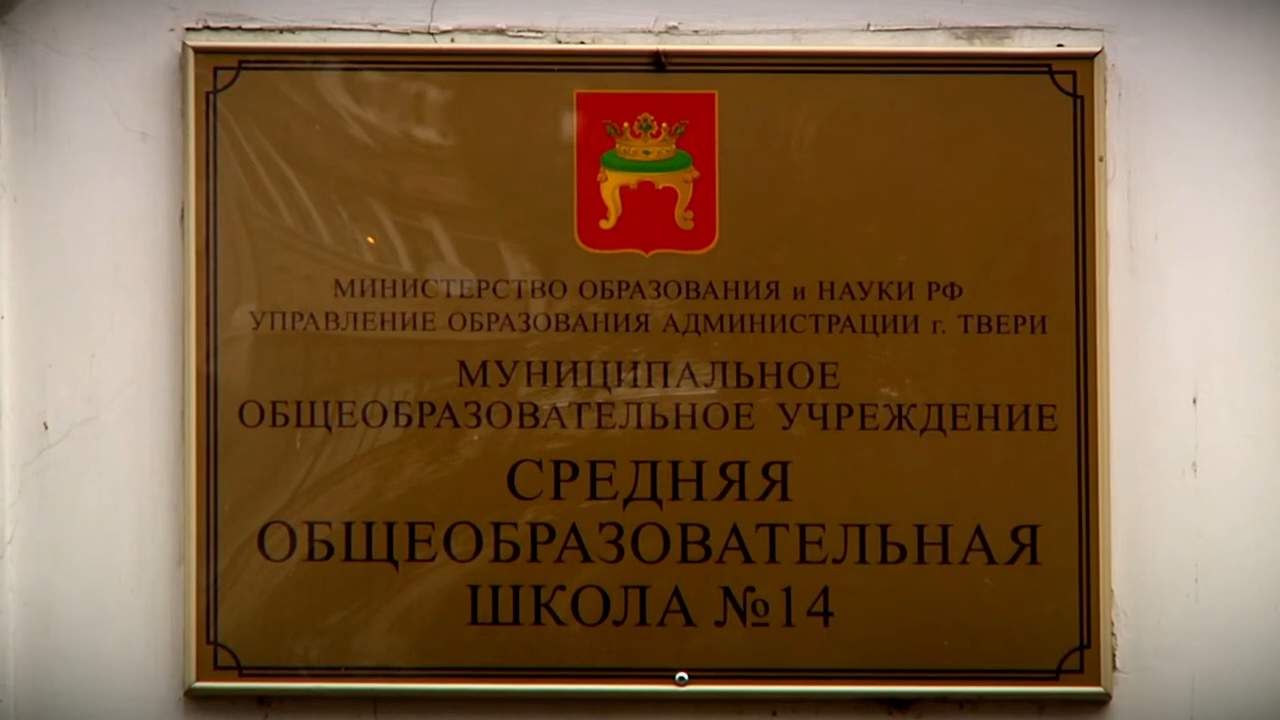 МИНИСТЕРСТВО ОБРАЗОВАНИЯ и НАУКИ РФ
УПРАВЛЕНИЕ ОБРАЗОВАНИЯ АДМИНИСТРАЦИИ г. ТВЕРИ
МУНИЦИПАЛЬНОЕ
ОБЩЕОБРАЗОВАТЕЛЬНОЕ УЧРЕЖДЕНИЕ
СРЕДНЯЯ
ОБЩЕОБРАЗОВАТЕЛЬНАЯ
ШКОЛА №14